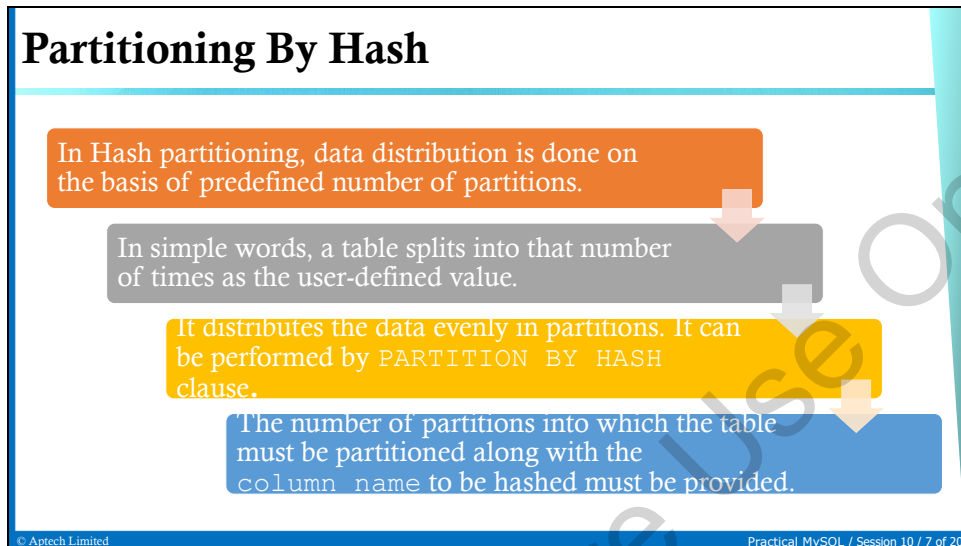 Partitioning By Hash
In Hash partitioning, data distribution is done on
the basis of predefined number of partitions.
In simple words, a table splits into that number
of times as the user-defined value.
It distributes the data evenly in partitions. It can
be performed by PARTITION BY HASH
clause.
The number of partitions into which the table
must be partitioned along with the
column name to be hashed must be provided.
Use
© Aptech Limited
Practical MySQL / Session 10 / 7 of 20